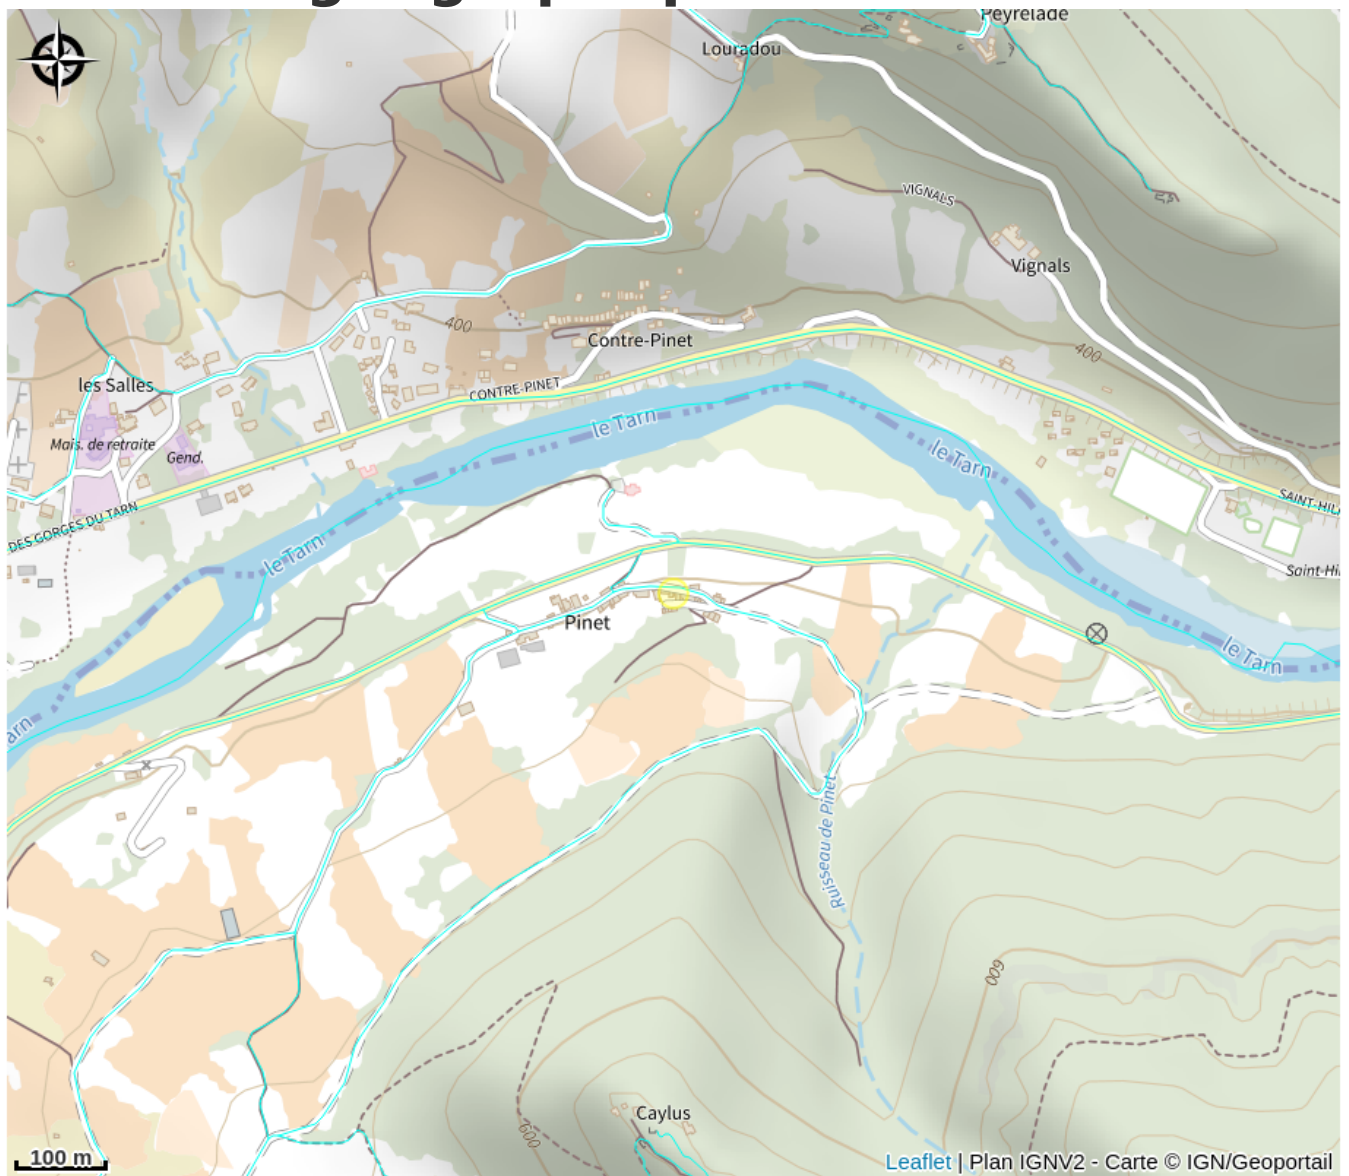 Peyrelade
Louradou
VIGNALS
Vignals
400
Contre-Pinet
400
les Salles
CONTRE-PINET
le Tarn
Mais. de retraite
Gend.
le Tarn
DES GORGES DU TARN
SAINT-HIL
le Tarn
Saint-Hi
Pinet
le Tarn
arn
Ruisseau de Pinet
600
Caylus
600
100 m
Leaflet | Plan IGNV2 - Carte © IGN/Geoportail